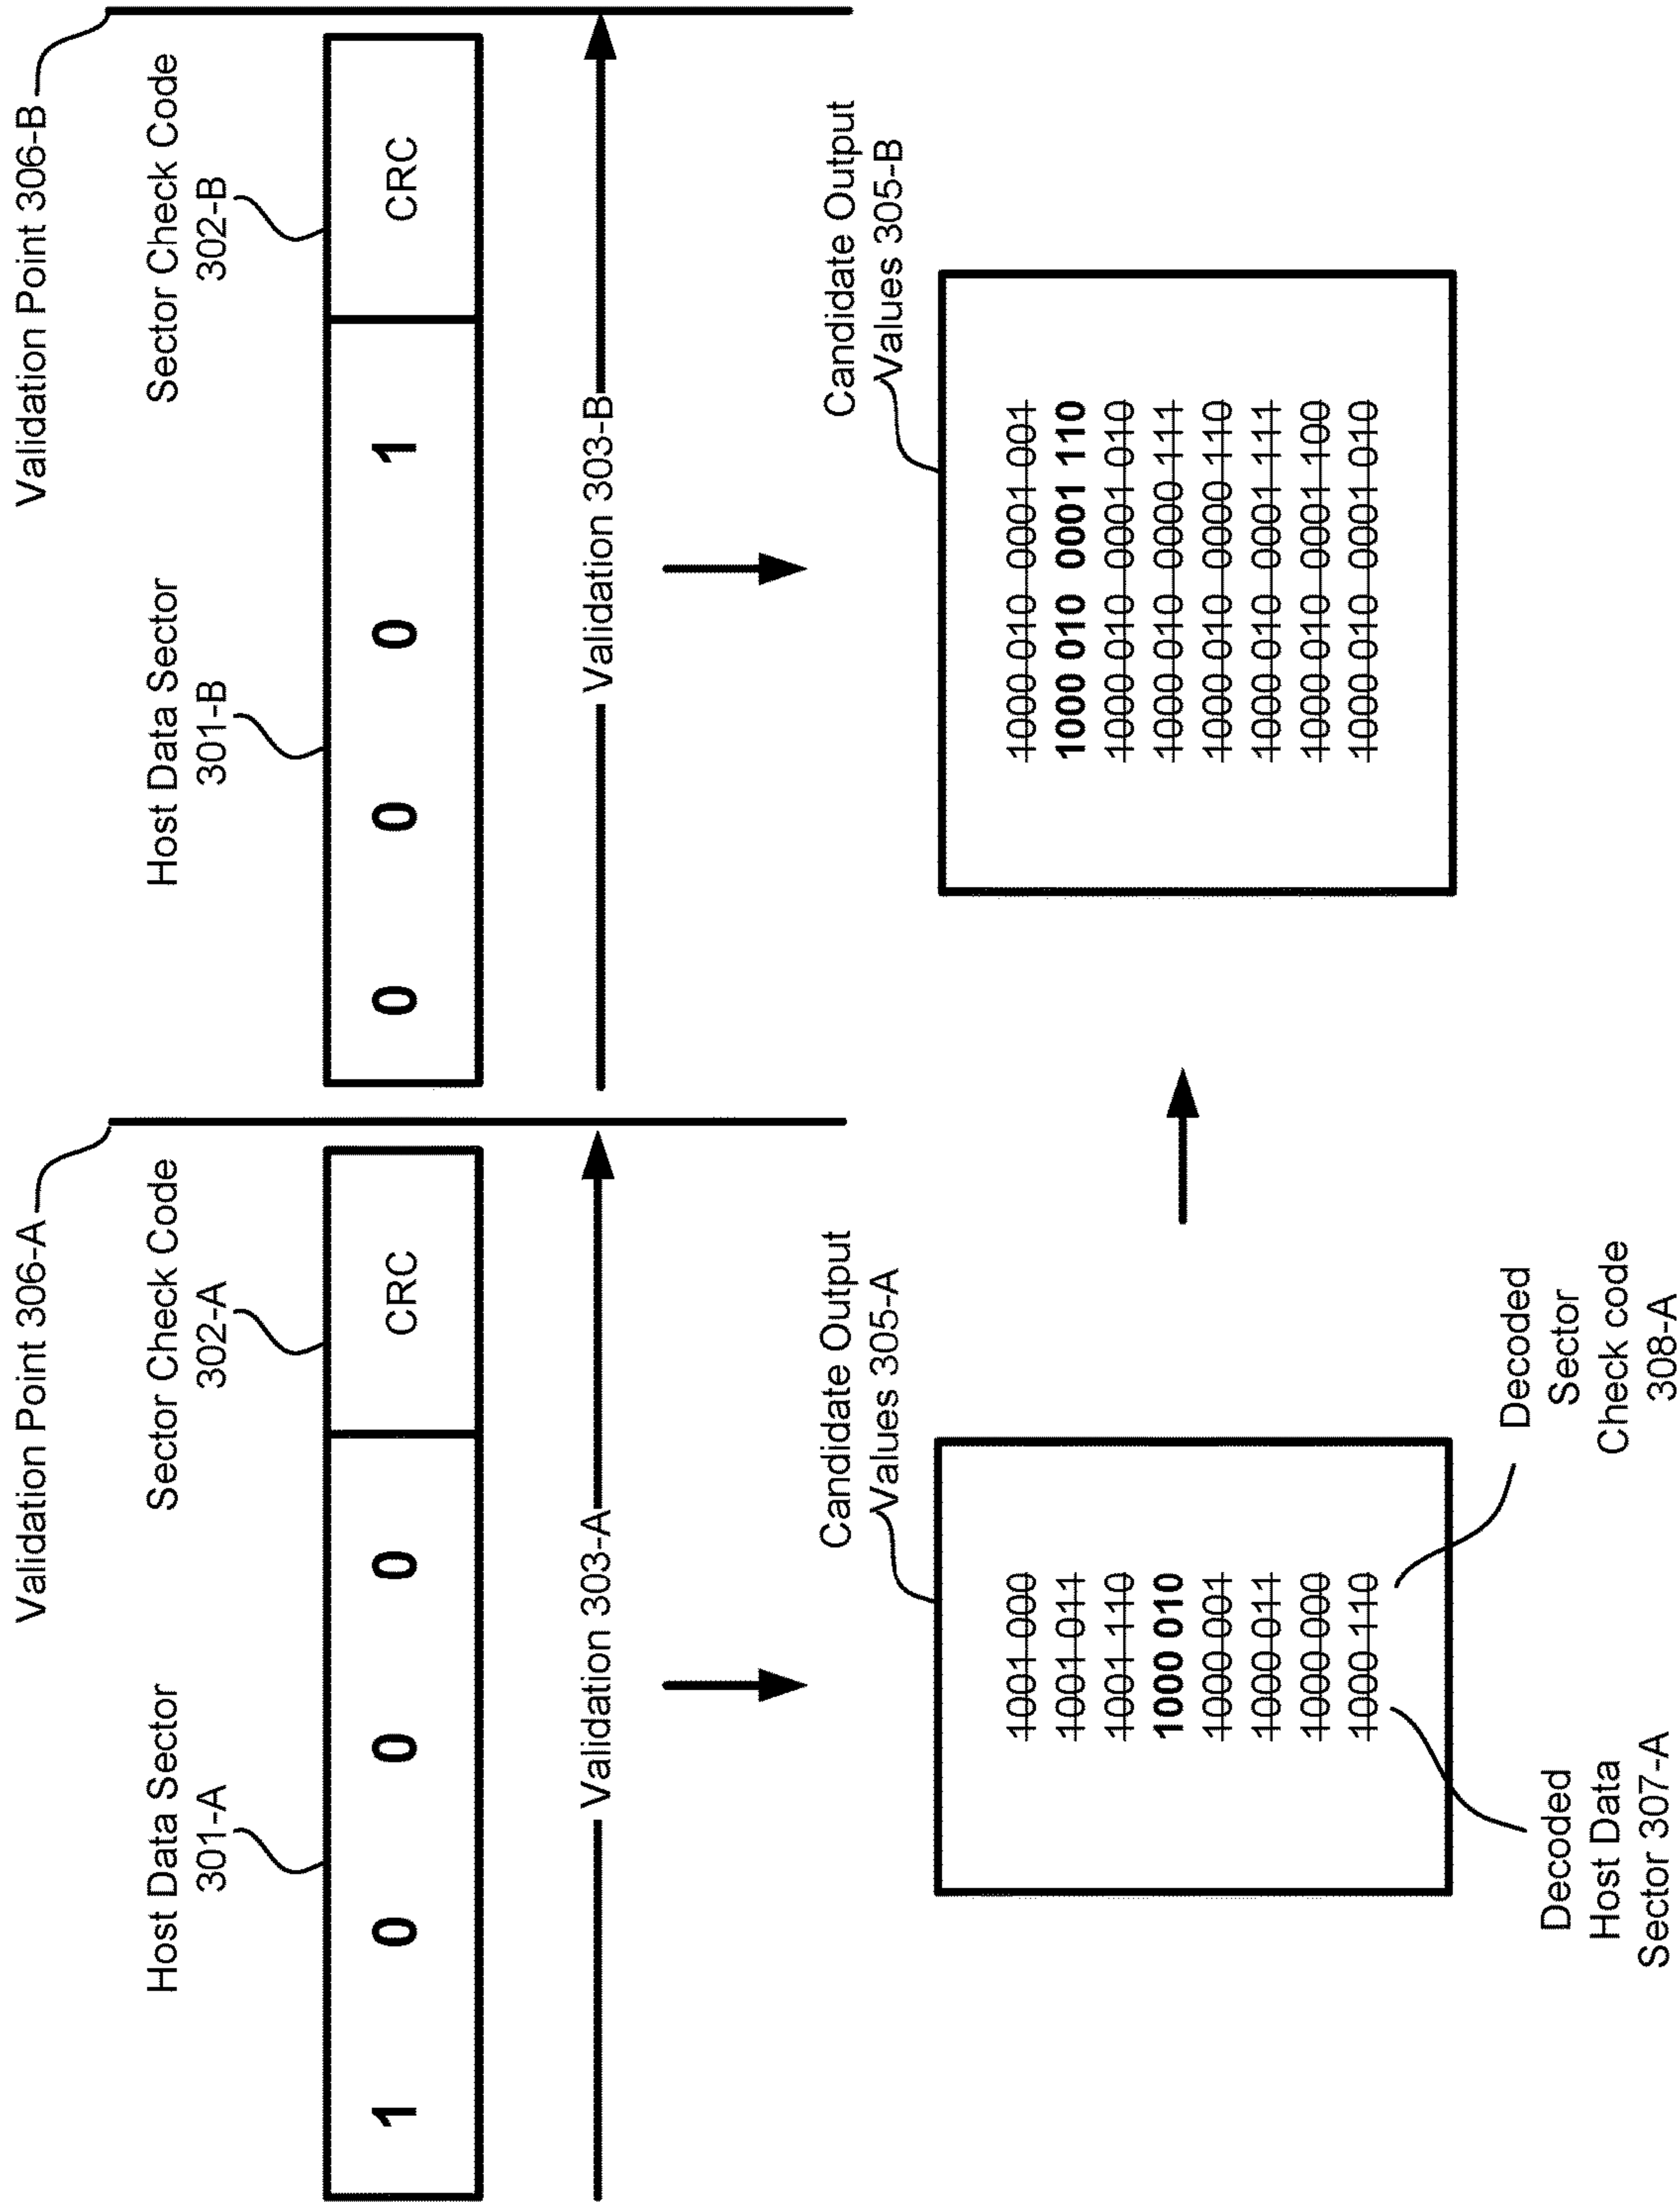 Validation Point 306-A
Validation Point 306-B
Host Data Sector
301-A
Sector Check Code
302-A
Host Data Sector
301-B
Sector Check Code
302-B
1 0 0 0 CRC
0 0 0 1 CRC
Validation 303-A
Validation 303-B
Candidate Output
Values 305-A
1001 000
1001 011
1001 110
1000 010
1000 001
1000 011
1000 000
1000 110
Decoded
Host Data
Sector 307-A
Decoded
Sector
Check code
308-A
Candidate Output
Values 305-B
1000 010 0001 001
1000 010 0001 110
1000 010 0001 010
1000 010 0000 111
1000 010 0000 110
1000 010 0001 111
1000 010 0001 100
1000 010 0001 010